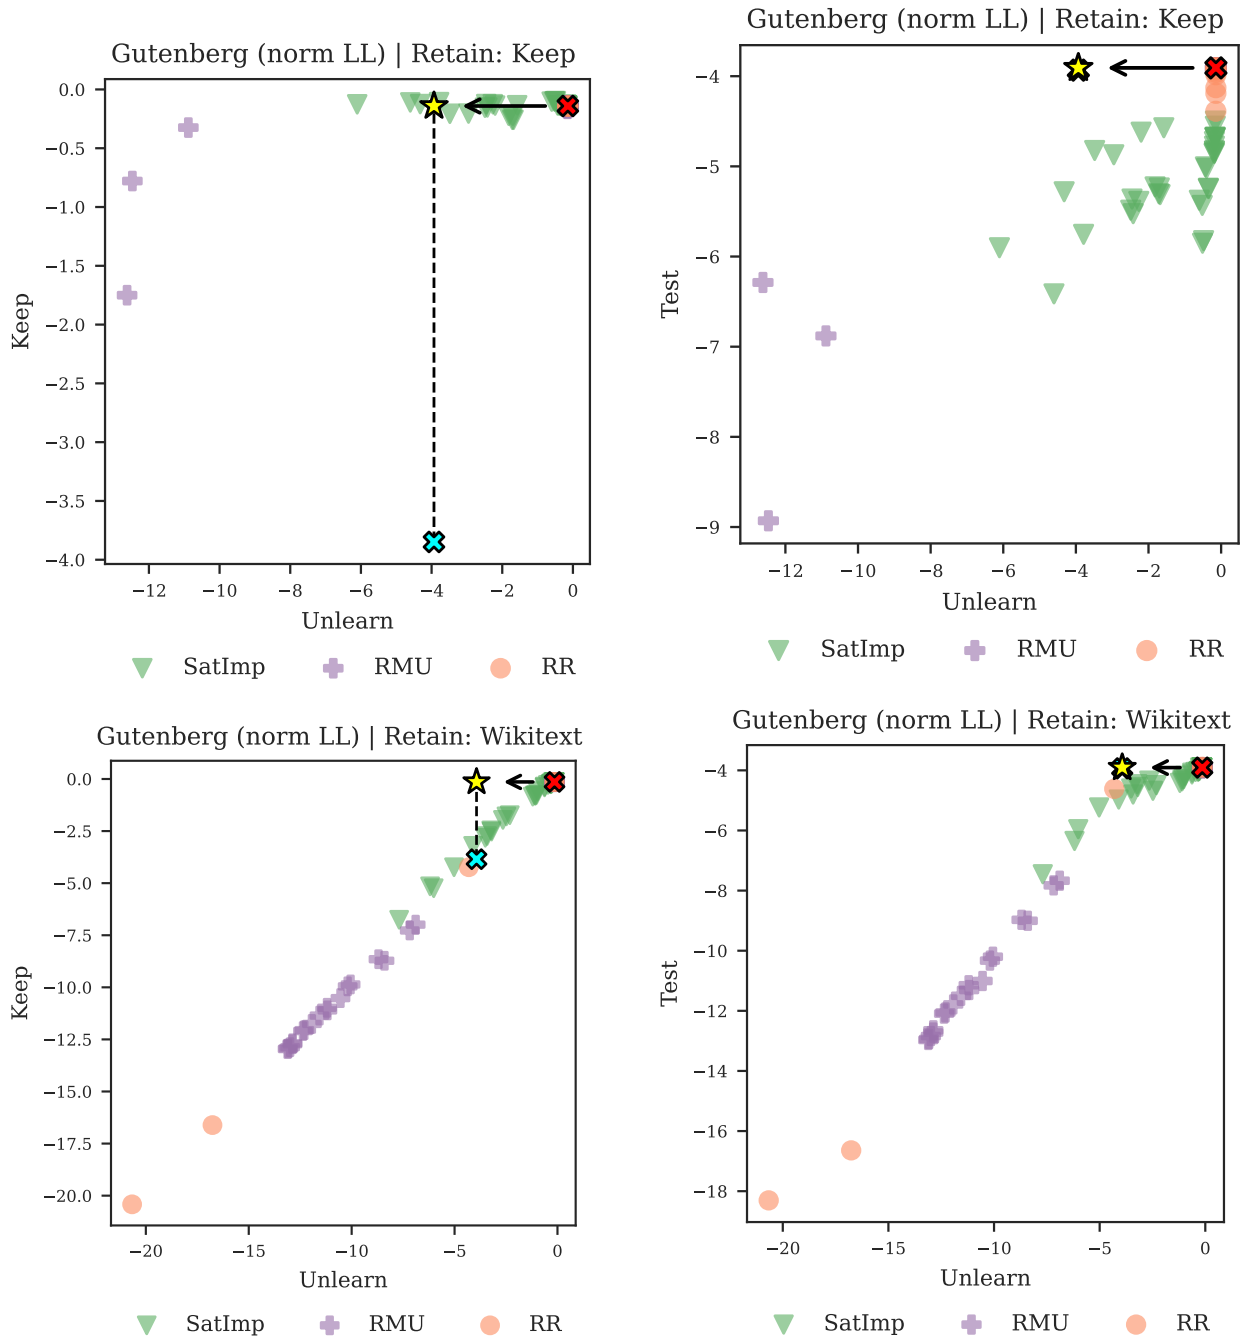 Gutenberg (norm LL) | Retain: Keep
Keep
0.0
−0.5
−1.0
−1.5
−2.0
−2.5
−3.0
−3.5
−4.0
−12 −10 −8 −6 −4 −2 0
Unlearn
SatImp RMU RR
Gutenberg (norm LL) | Retain: Keep
Test
−4
−5
−6
−7
−8
−9
−12 −10 −8 −6 −4 −2 0
Unlearn
SatImp RMU RR
Gutenberg (norm LL) | Retain: Wikitext
Keep
0.0
−2.5
−5.0
−7.5
−10.0
−12.5
−15.0
−17.5
−20.0
−20 −15 −10 −5 0
Unlearn
SatImp RMU RR
Gutenberg (norm LL) | Retain: Wikitext
Test
−4
−6
−8
−10
−12
−14
−16
−18
−20 −15 −10 −5 0
Unlearn
SatImp RMU RR